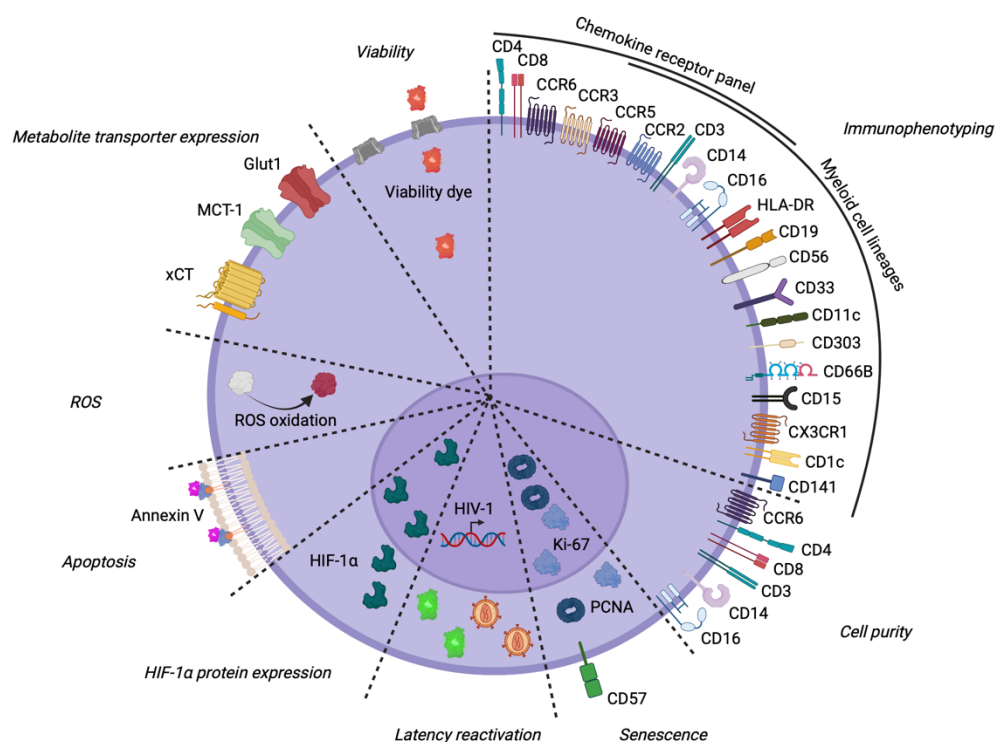 Viability
Metabolite transporter expression
Glut1
MCT-1
xCT
Viability dye
ROS
ROS oxidation
Annexin V
Apoptosis
HIF-1α
HIF-1α protein expression
HIV-1
Latency reactivation
Ki-67
PCNA
CD57
Senescence
Chemokine receptor panel
Immunophenotyping
Myeloid cell lineages
CD4
CD8
CCR6
CCR3
CCR5
CCR2
CD3
CD14
CD16
HLA-DR
CD19
CD56
CD33
CD11c
CD303
CD66B
CD15
CX3CR1
CD1c
CD141
CCR6
CD4
CD8
CD3
CD14
CD16
Cell purity